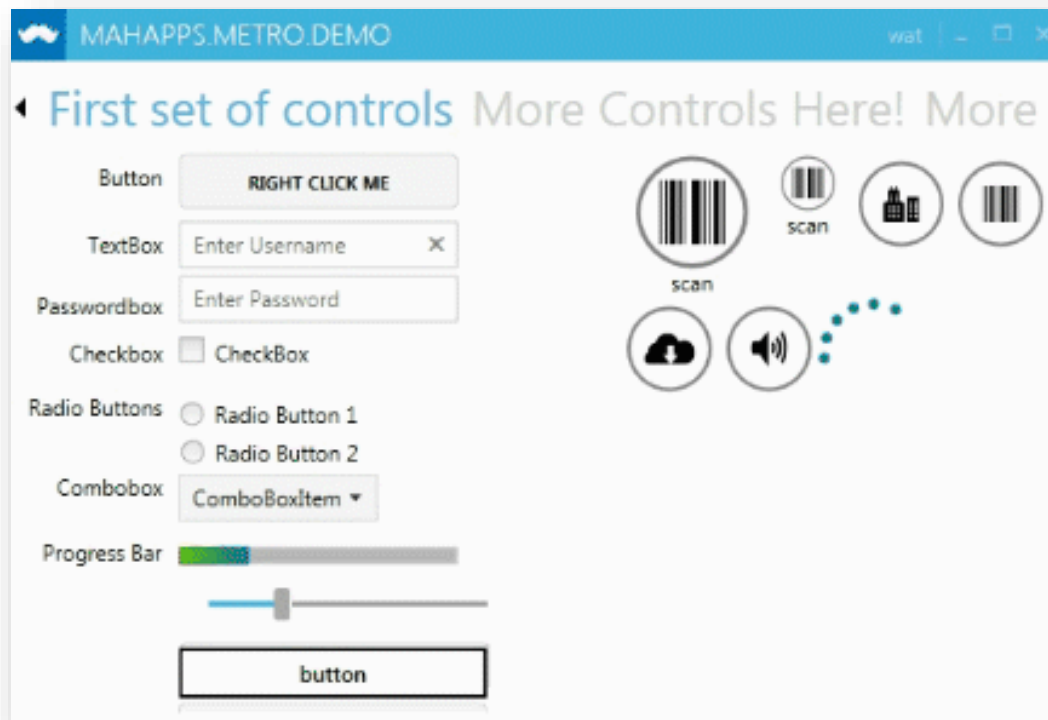 MAHAPPS.METRO.DEMO wat
First set of controls More Controls Here! More
Button RIGHT CLICK ME
TextBox Enter Username
Passwordbox Enter Password
Checkbox CheckBox
Radio Buttons Radio Button 1
Radio Button 2
Combobox ComboBoxItem
Progress Bar
button
scan
scan